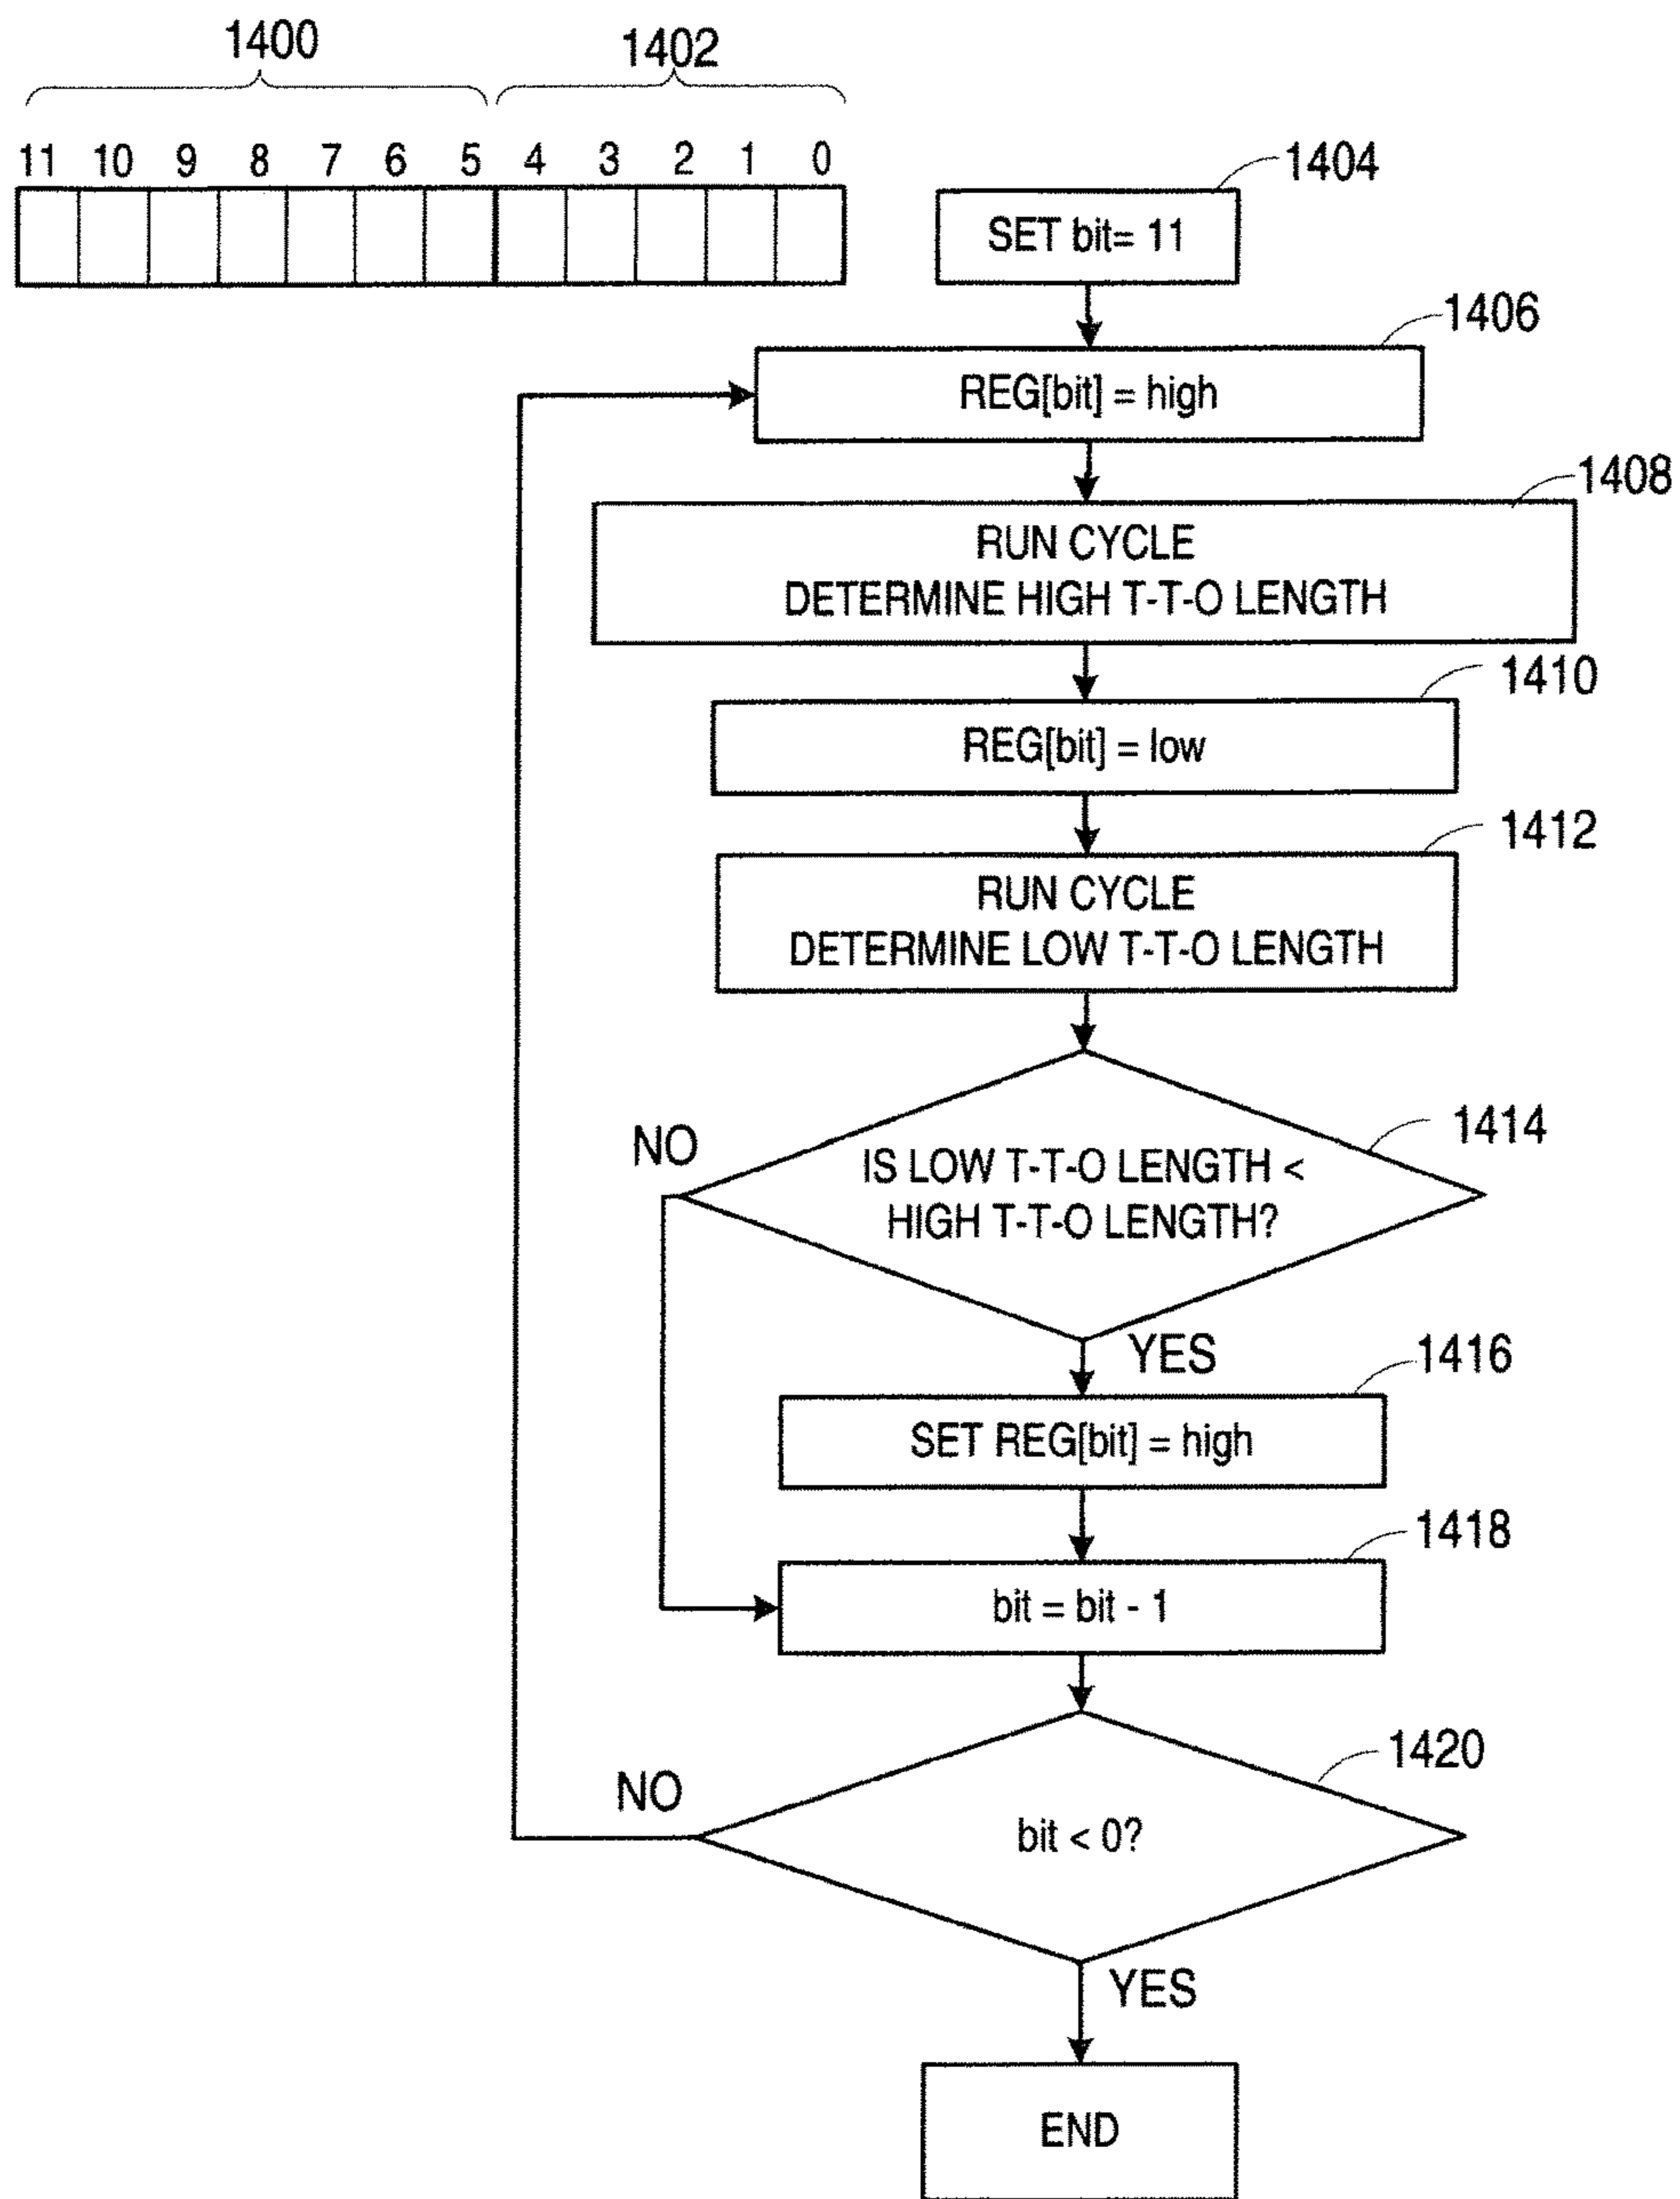 1400 1402
11 10 9 8 7 6 5 4 3 2 1 0
1404
SET bit= 11
1406
REG[bit] = high
1408
RUN CYCLE
DETERMINE HIGH T-T-O LENGTH
1410
REG[bit] = low
1412
RUN CYCLE
DETERMINE LOW T-T-O LENGTH
1414
NO
IS LOW T-T-O LENGTH <
HIGH T-T-O LENGTH?
YES
1416
SET REG[bit] = high
1418
bit = bit - 1
1420
NO
bit < 0?
YES
END